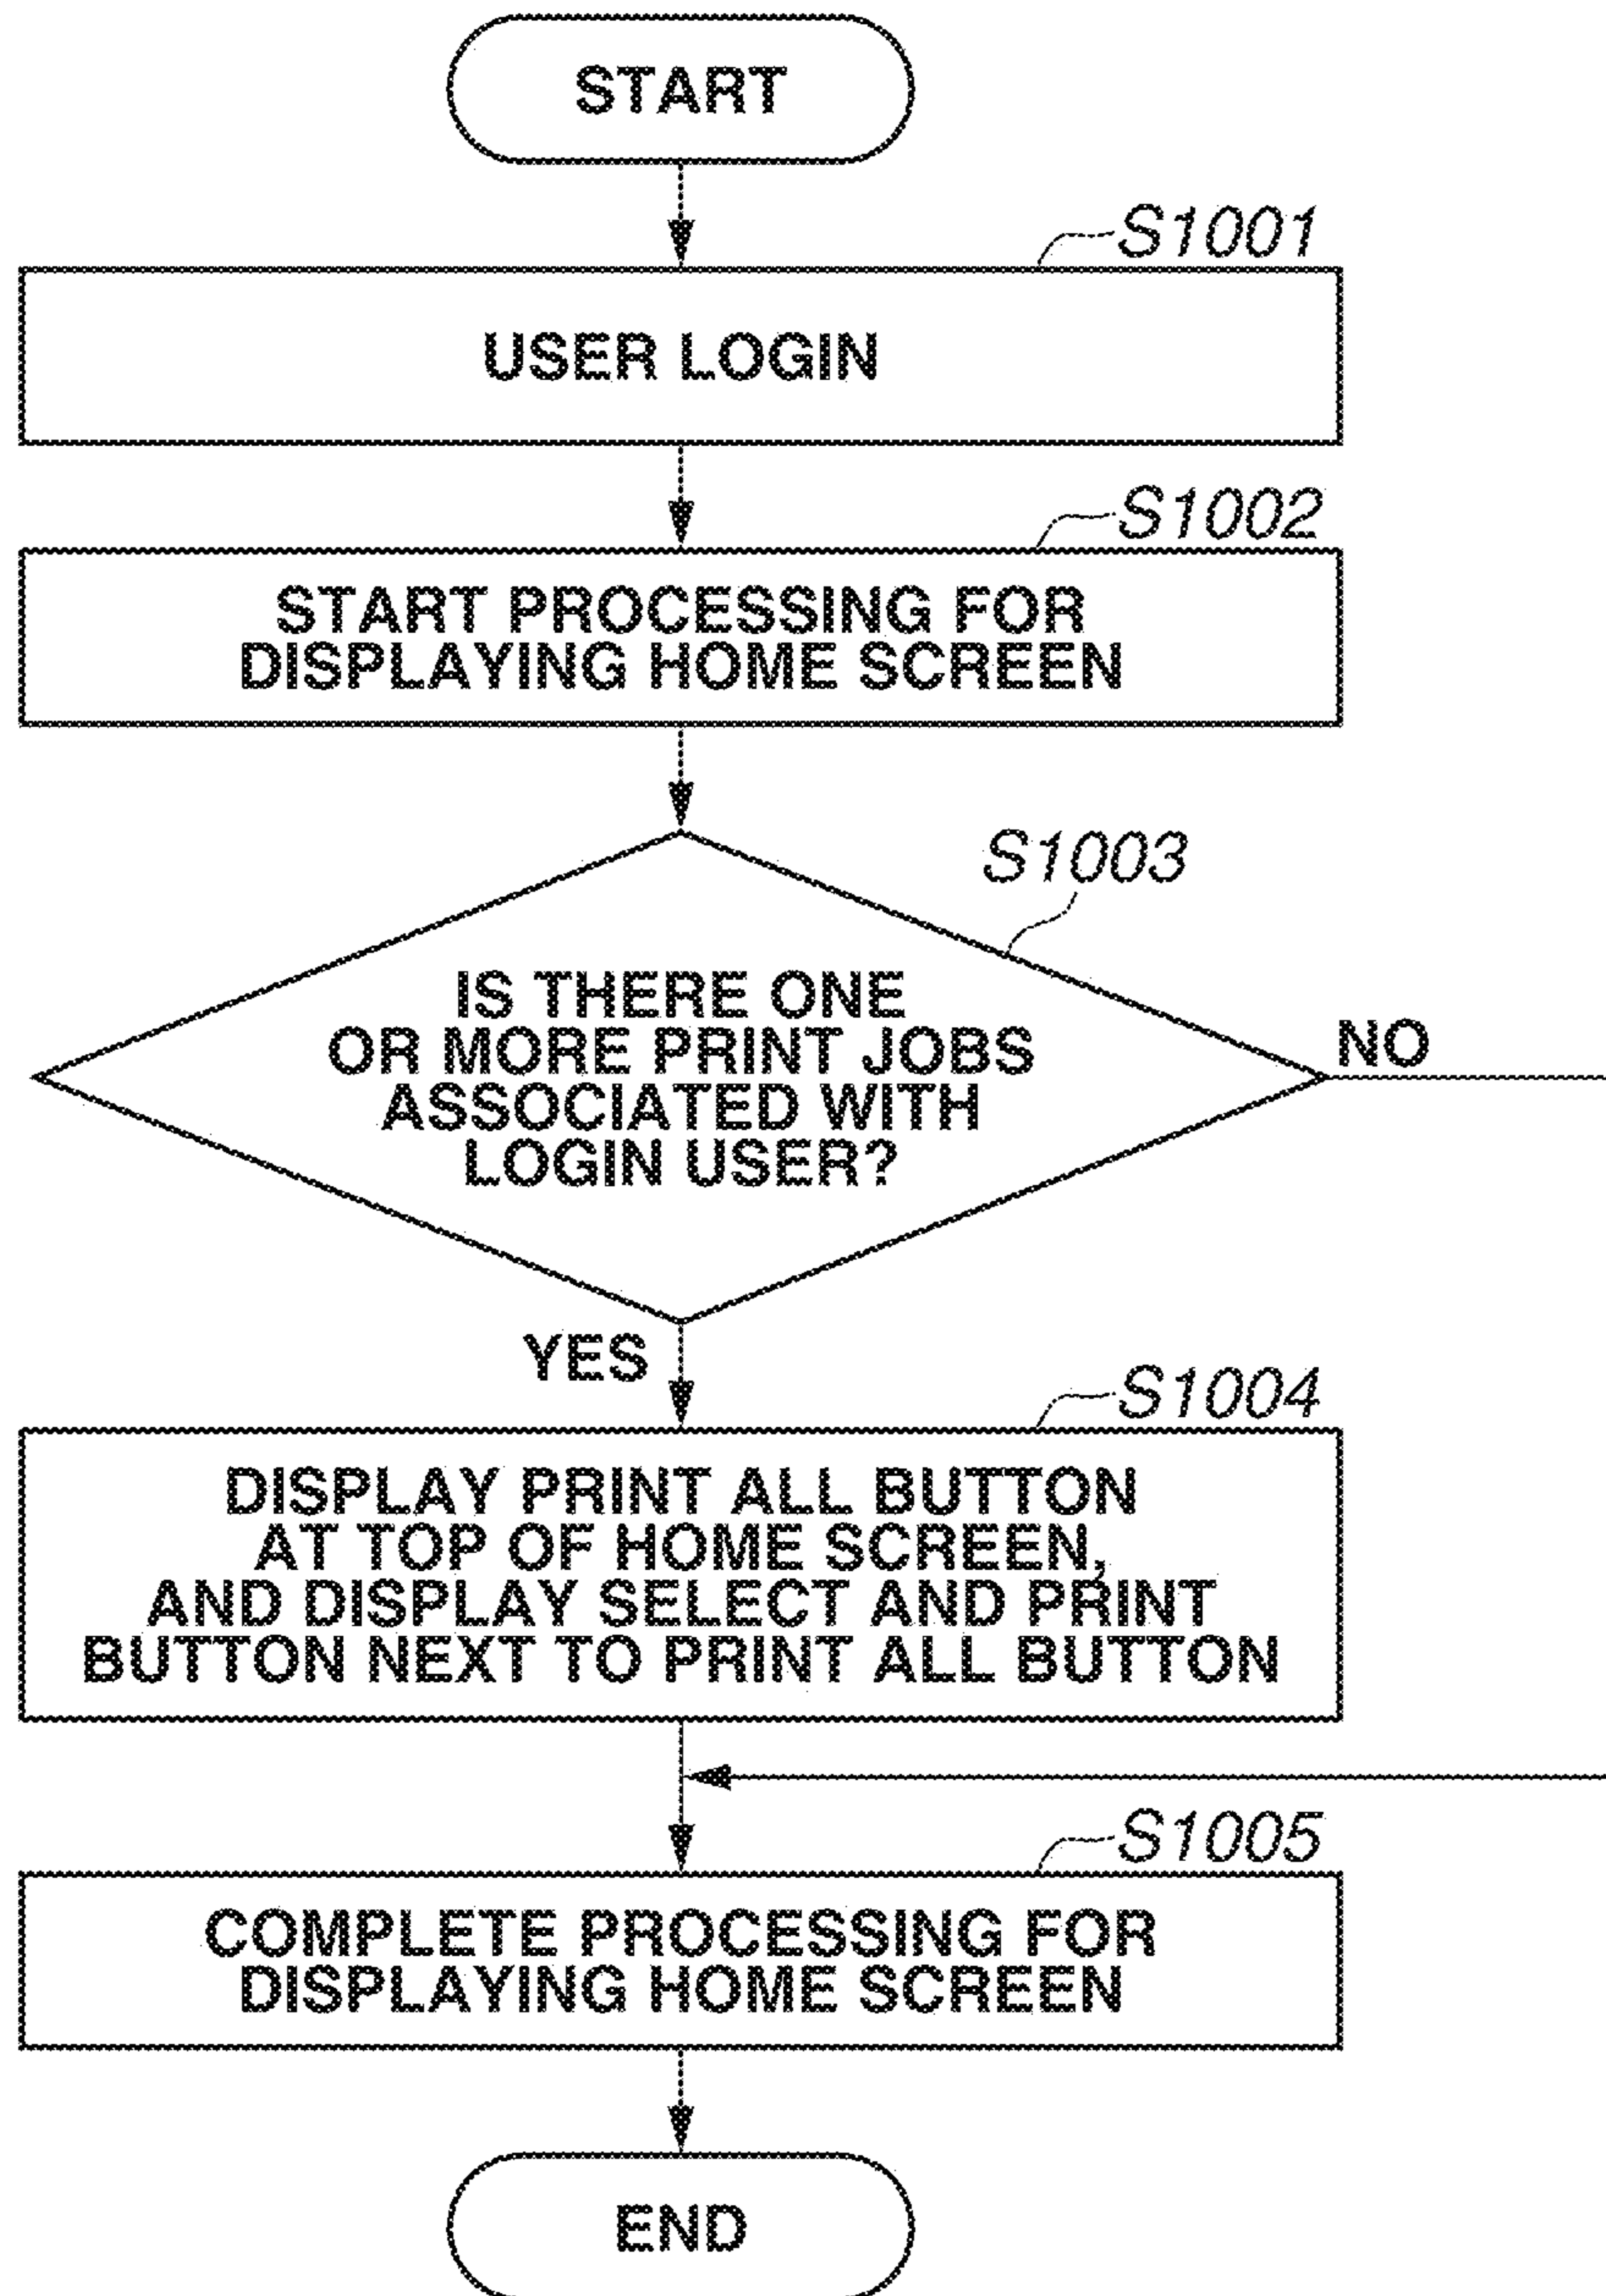 START
S1001
USER LOGIN
S1002
START PROCESSING FOR
DISPLAYING HOME SCREEN
S1003
IS THERE ONE
OR MORE PRINT JOBS
ASSOCIATED WITH
LOGIN USER?
NO
YES
S1004
DISPLAY PRINT ALL BUTTON
AT TOP OF HOME SCREEN,
AND DISPLAY SELECT AND PRINT
BUTTON NEXT TO PRINT ALL BUTTON
S1005
COMPLETE PROCESSING FOR
DISPLAYING HOME SCREEN
END